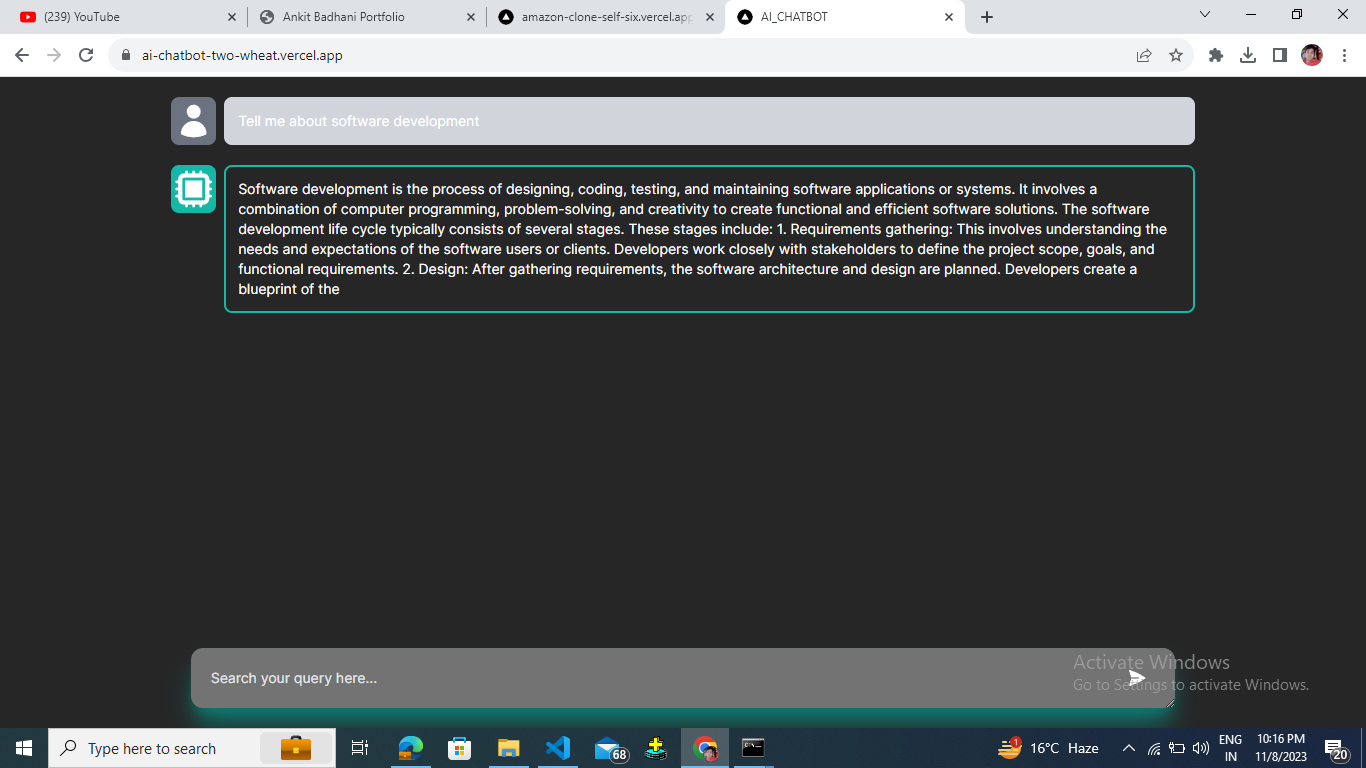 (239) YouTube
Ankit Badhani Portfolio
amazon-clone-self-six.vercel.app
AI_CHATBOT
ai-chatbot-two-wheat.vercel.app
Tell me about software development
Software development is the process of designing, coding, testing, and maintaining software applications or systems. It involves a
combination of computer programming, problem-solving, and creativity to create functional and efficient software solutions. The software
development life cycle typically consists of several stages. These stages include: 1. Requirements gathering: This involves understanding the
needs and expectations of the software users or clients. Developers work closely with stakeholders to define the project scope, goals, and
functional requirements. 2. Design: After gathering requirements, the software architecture and design are planned. Developers create a
blueprint of the
Search your query here...
Activate Windows
Go to Settings to activate Windows.
Type here to search
68
1
16°C Haze
ENG
IN
10:16 PM
11/8/2023
20